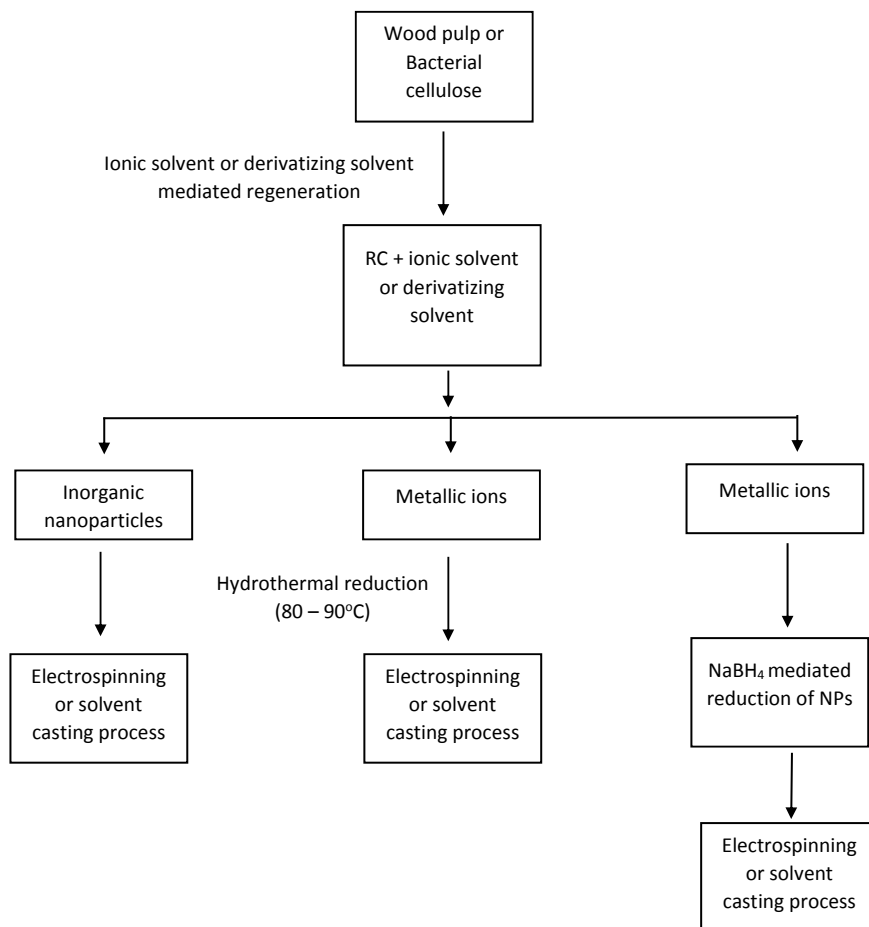 Wood pulp or
Bacterial
cellulose
Ionic solvent or derivatizing solvent
mediated regeneration
RC + ionic solvent
or derivatizing
solvent
Inorganic
nanoparticles
Metallic ions
Metallic ions
Hydrothermal reduction
(80 – 90°C)
Electrospinning
or solvent
casting process
Electrospinning
or solvent
casting process
NaBH₄ mediated
reduction of NPs
Electrospinning
or solvent
casting process